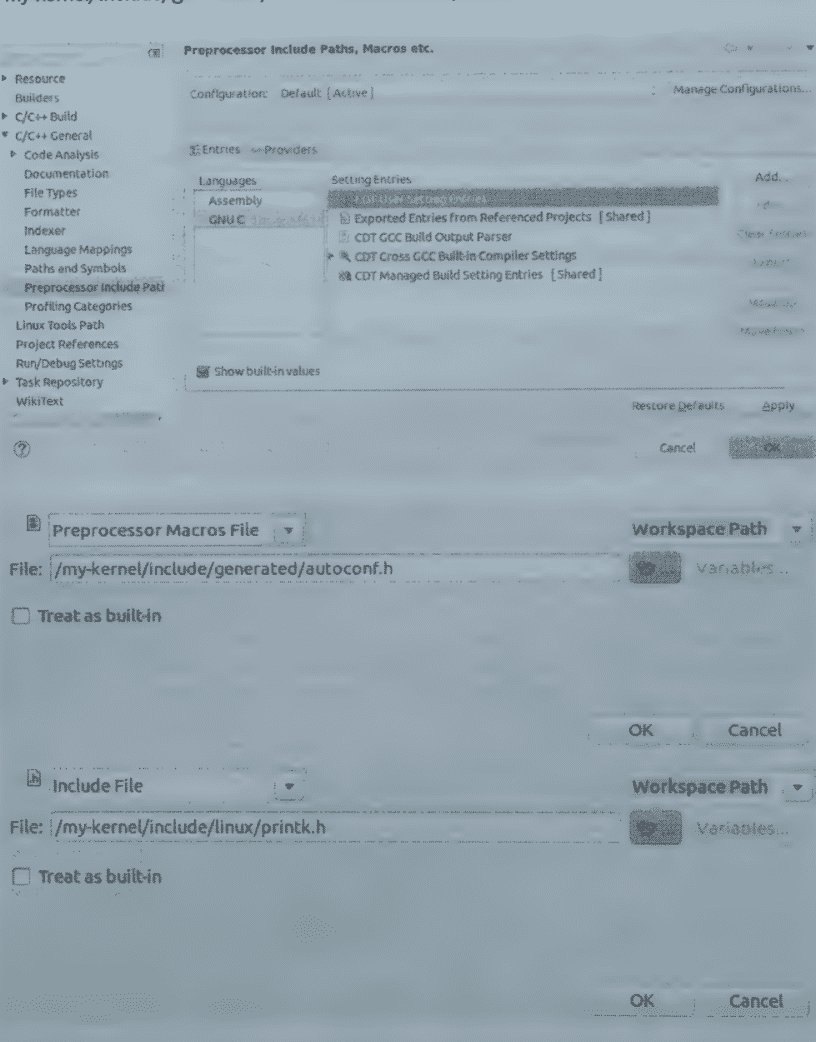 Preprocessor Include Paths, Macros etc.
Resource
Builders
C/C++ Build
C/C++ General
Code Analysis
Documentation
File Types
Formatter
Indexer
Language Mappings
Paths and Symbols
Preprocessor Include Pat
Profiling Categories
Linux Tools Path
Project References
Run/Debug Settings
Task Repository
WikiText
Configuration: Default [ Active ]
Manage Configurations...
Entries Providers
Languages
Assembly
GNU C
Setting Entries
CDT User Setting Entries
Exported Entries from Referenced Projects [ Shared ]
CDT GCC Build Output Parser
CDT Cross GCC Built-in Compiler Settings
CDT Managed Build Setting Entries [ Shared ]
Add...
Show built-in values
Restore Defaults Apply
Cancel OK
Preprocessor Macros File Workspace Path
File: /my-kernel/include/generated/autoconf.h Variables...
Treat as built-in
OK Cancel
Include File Workspace Path
File: /my-kernel/include/linux/printk.h Variables...
Treat as built-in
OK Cancel